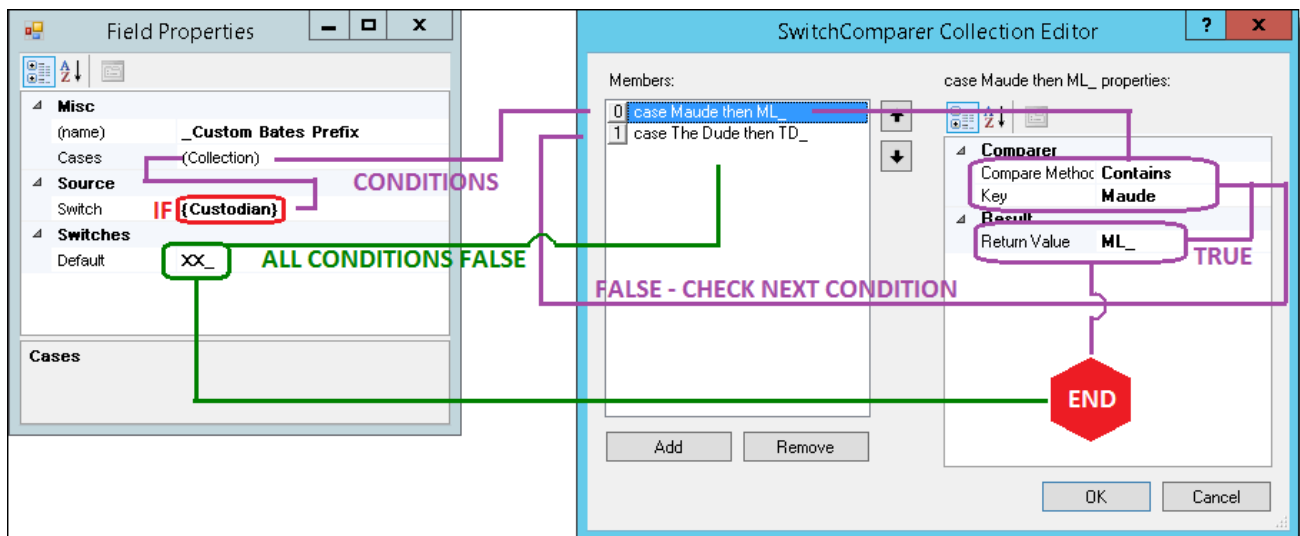 Field Properties
Misc
(name) _Custom Bates Prefix
Cases (Collection)
Source
Switch IF {Custodian}
Switches
Default XX_
Cases
CONDITIONS
ALL CONDITIONS FALSE
SwitchComparer Collection Editor
? x
Members:
0 case Maude then ML_
1 case The Dude then TD_
Add Remove
case Maude then ML_ properties:
Comparer
Compare Methoc Contains
Key Maude
Result
Return Value ML_
TRUE
FALSE - CHECK NEXT CONDITION
END
OK Cancel